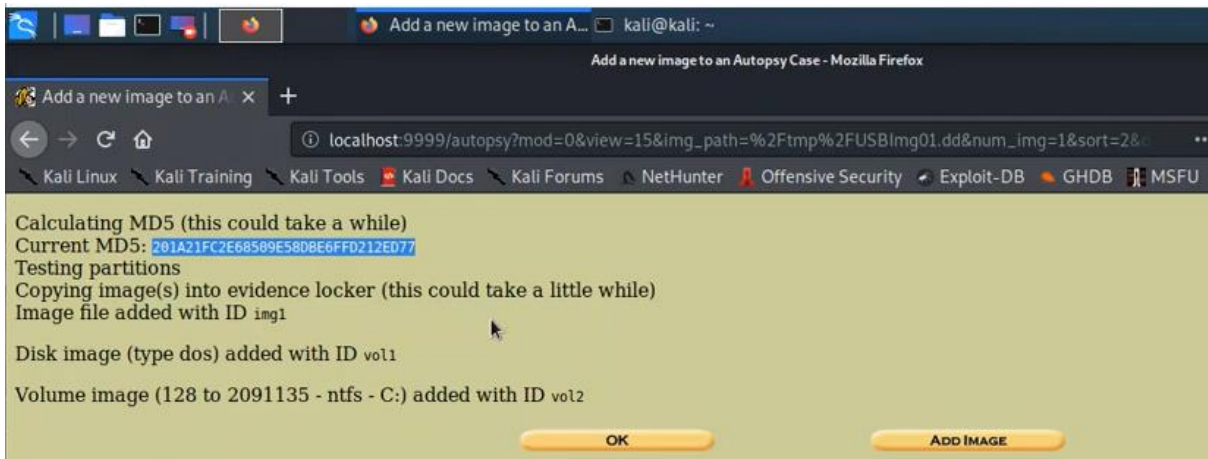 Add a new image to an A... kali@kali: ~
Add a new image to an Autopsy Case - Mozilla Firefox
Add a new image to an A
localhost:9999/autopsy?mod=0&view=15&img_path=%2Ftmp%2FUSBImg01.dd&num_img=1&sort=2&
Kali Linux Kali Training Kali Tools Kali Docs Kali Forums NetHunter Offensive Security Exploit-DB GHDB MSFU
Calculating MD5 (this could take a while)
Current MD5: 201A21FC2E68509E58DBE6FFD212ED77
Testing partitions
Copying image(s) into evidence locker (this could take a little while)
Image file added with ID img1
Disk image (type dos) added with ID vol1
Volume image (128 to 2091135 - ntfs - C:) added with ID vol2
OK ADD IMAGE